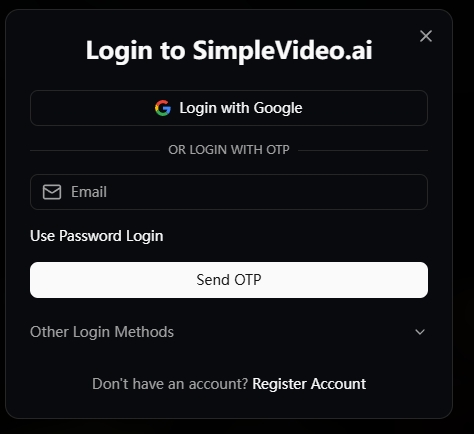 Login to SimpleVideo.ai
Login with Google
OR LOGIN WITH OTP
Email
Use Password Login
Send OTP
Other Login Methods
Don't have an account? Register Account